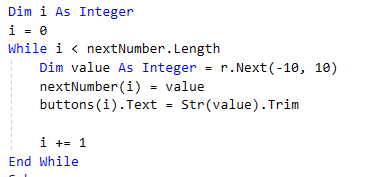 Dim i As Integer
i = 0
While i < nextNumber.Length
    Dim value As Integer = r.Next(-10, 10)
    nextNumber(i) = value
    buttons(i).Text = Str(value).Trim
    i += 1
End While